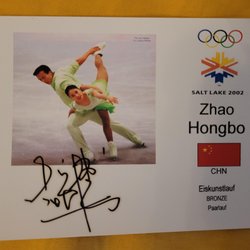 SALT LAKE 2002
Zhao
Hongbo
CHN
Eiskunstlauf
BRONZE
Paarlauf